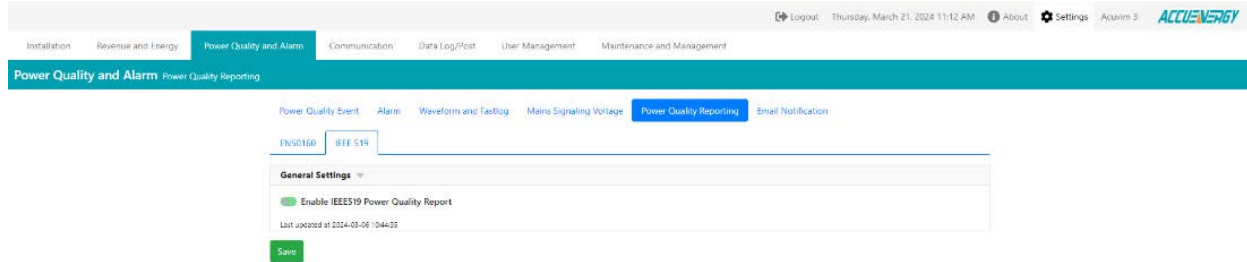 Logout Thursday, March 21, 2024 11:12 AM About Settings Acuvim 3 ACCUENERGY
Installation Revenue and Energy Power Quality and Alarm Communication Data Log/Post User Management Maintenance and Management
Power Quality and Alarm Power Quality Reporting
Power Quality Event Alarm Waveform and Fastlog Mains Signaling Voltage Power Quality Reporting Email Notification
EN50160 IEEE 519
General Settings
Enable IEEE519 Power Quality Report
Last updated at 2024-03-06 10:44:35
Save